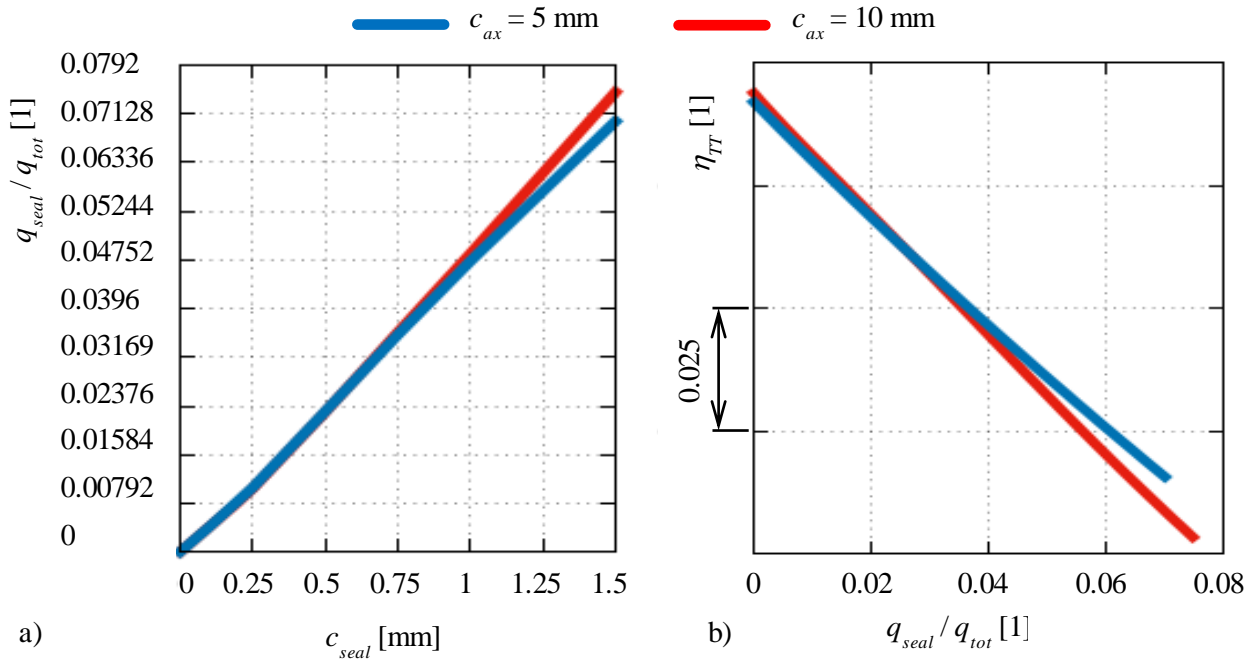 c_ax = 5 mm
c_ax = 10 mm
0.0792
0.07128
0.06336
0.05244
0.04752
0.0396
0.03169
0.02376
0.01584
0.00792
0
q_seal / q_tot [1]
0 0.25 0.5 0.75 1 1.25 1.5
c_seal [mm]
a)
η_TT [1]
0.025
0 0.02 0.04 0.06 0.08
q_seal / q_tot [1]
b)